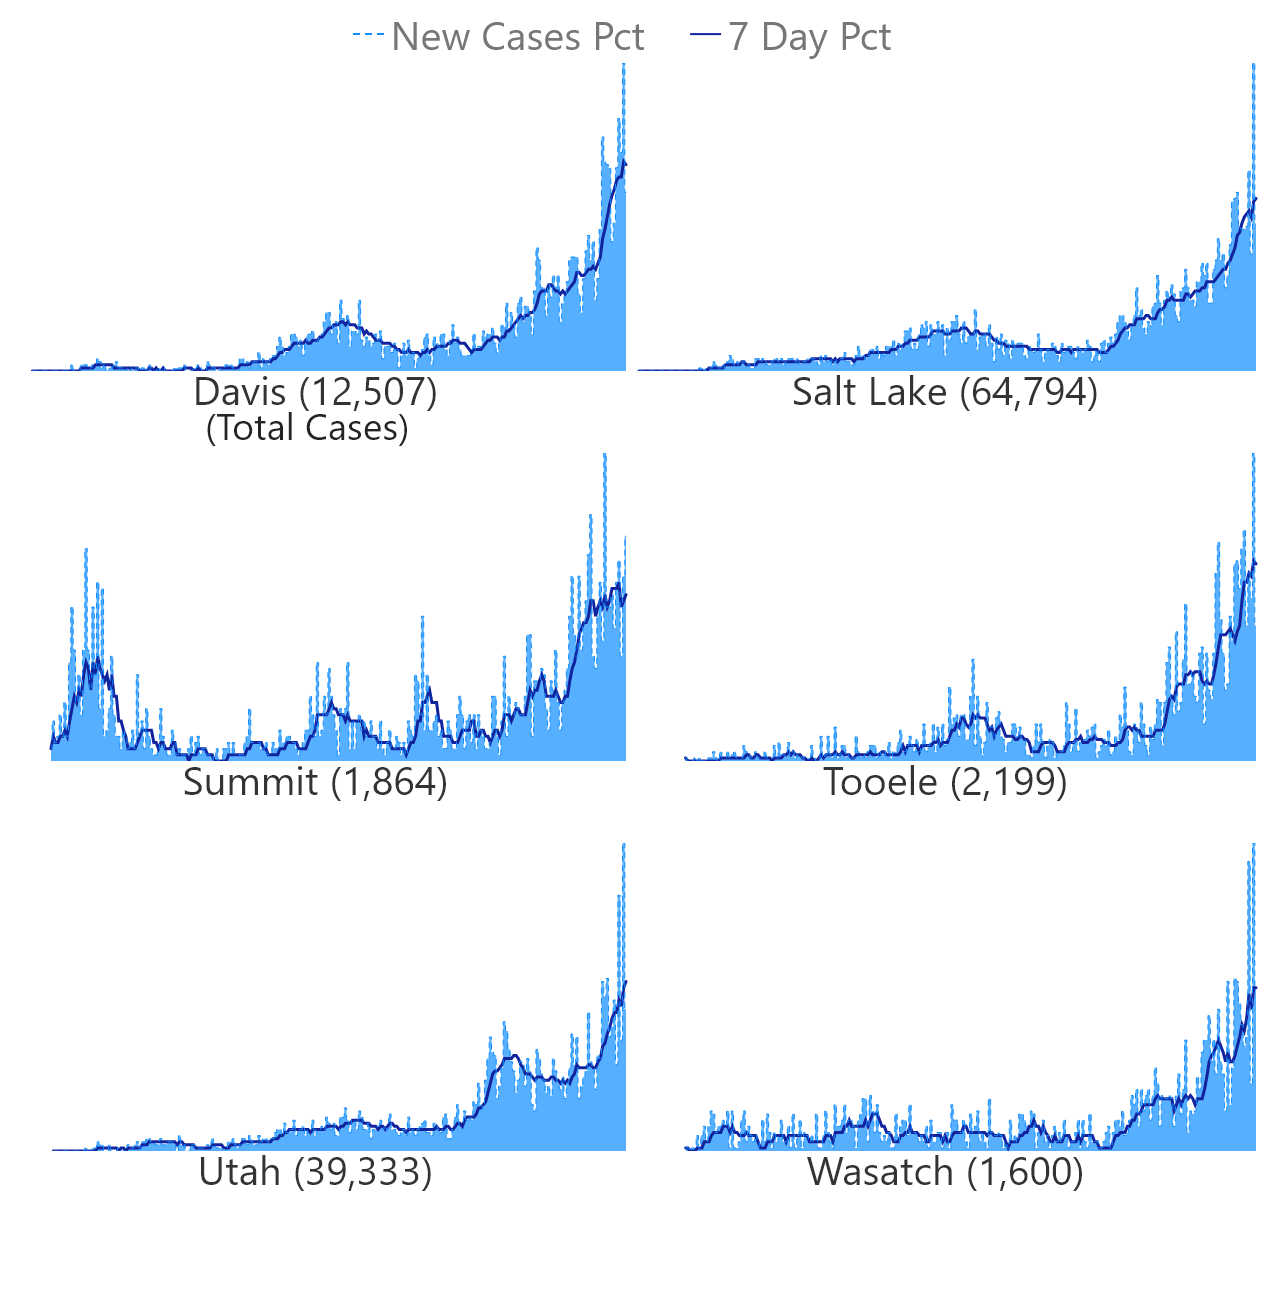 New Cases Pct 7 Day Pct
Davis (12,507) Salt Lake (64,794)
(Total Cases)
Summit (1,864) Tooele (2,199)
Utah (39,333) Wasatch (1,600)